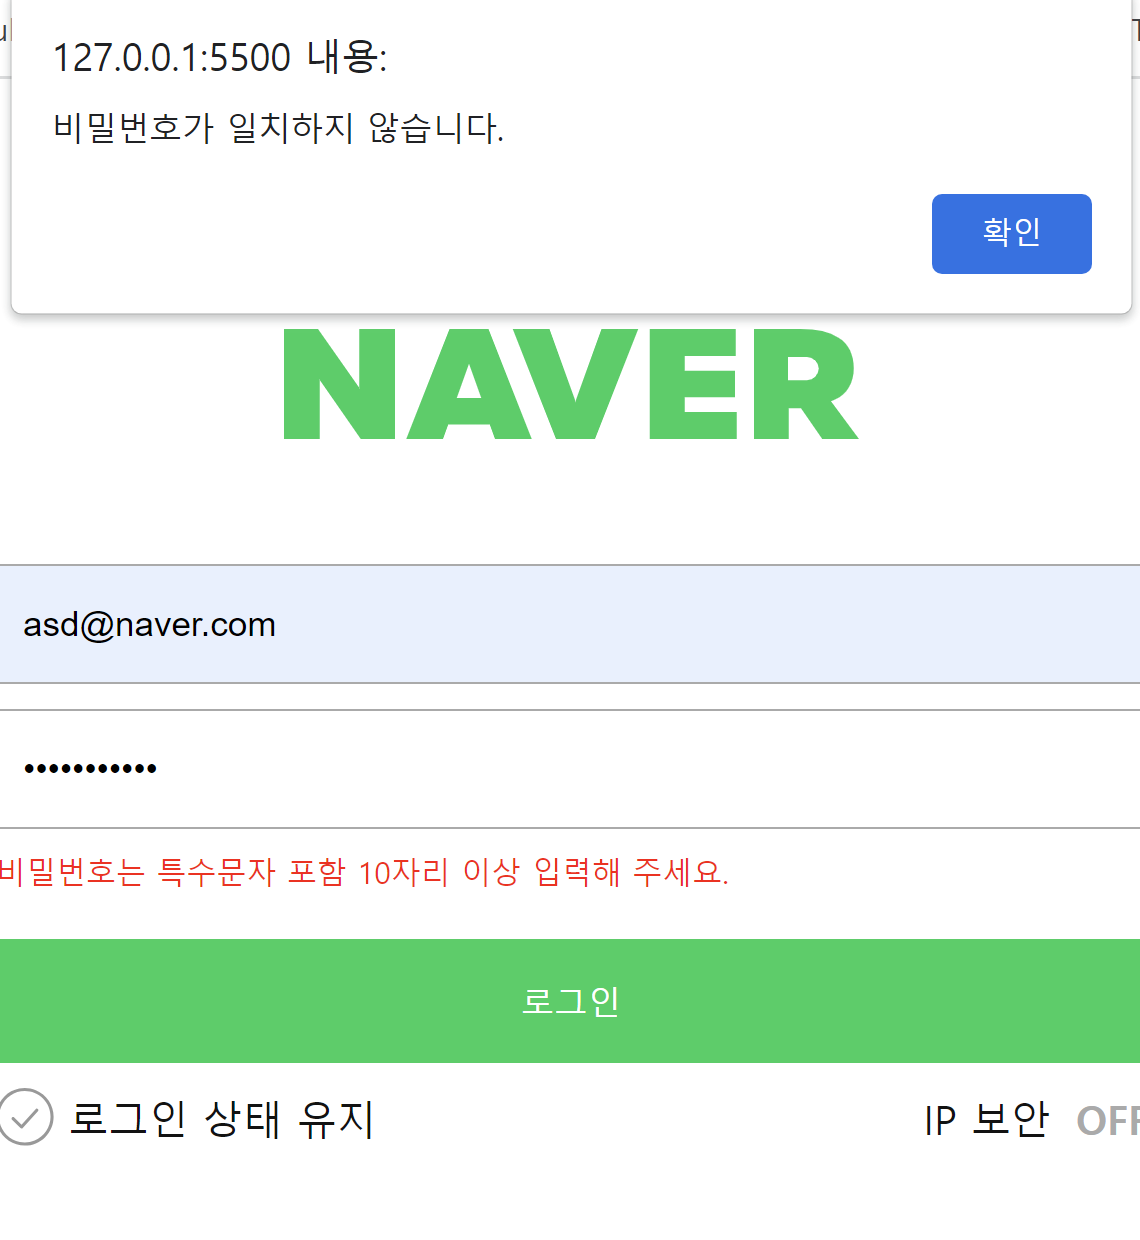 127.0.0.1:5500 내용:
비밀번호가 일치하지 않습니다.
확인
NAVER
asd@naver.com
•••••••••••
비밀번호는 특수문자 포함 10자리 이상 입력해 주세요.
로그인
로그인 상태 유지
IP 보안 OFF